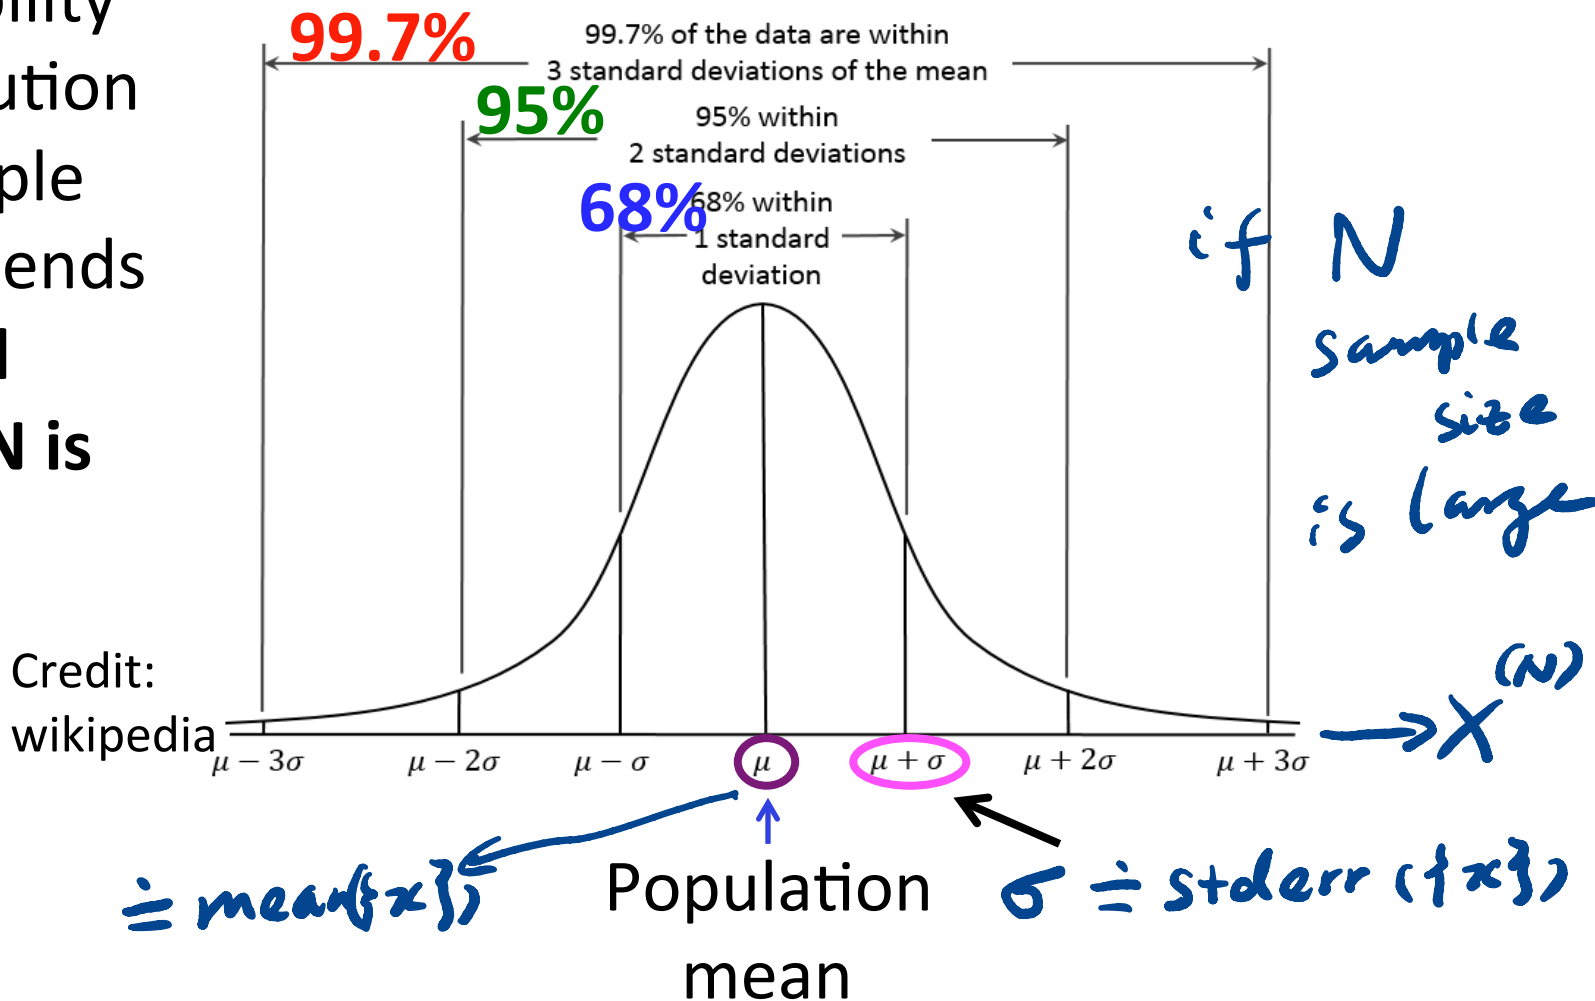 bility
ution
ple
ends
N is
99.7%
99.7% of the data are within
3 standard deviations of the mean
95%
95% within
2 standard deviations
68%
68% within
1 standard
deviation
if N
sample
size
is large
Credit:
wikipedia
μ − 3σ
μ − 2σ
μ − σ
μ
μ + σ
μ + 2σ
μ + 3σ
→X^(N)
≐ mean({x})
Population
mean
σ ≐ stderr ({x})